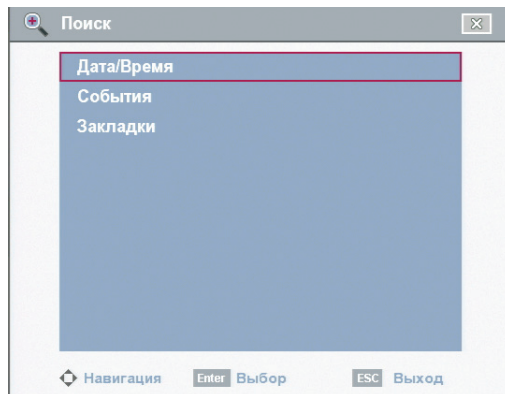 Поиск
Дата/Время
События
Закладки
Навигация Enter Выбор ESC Выход